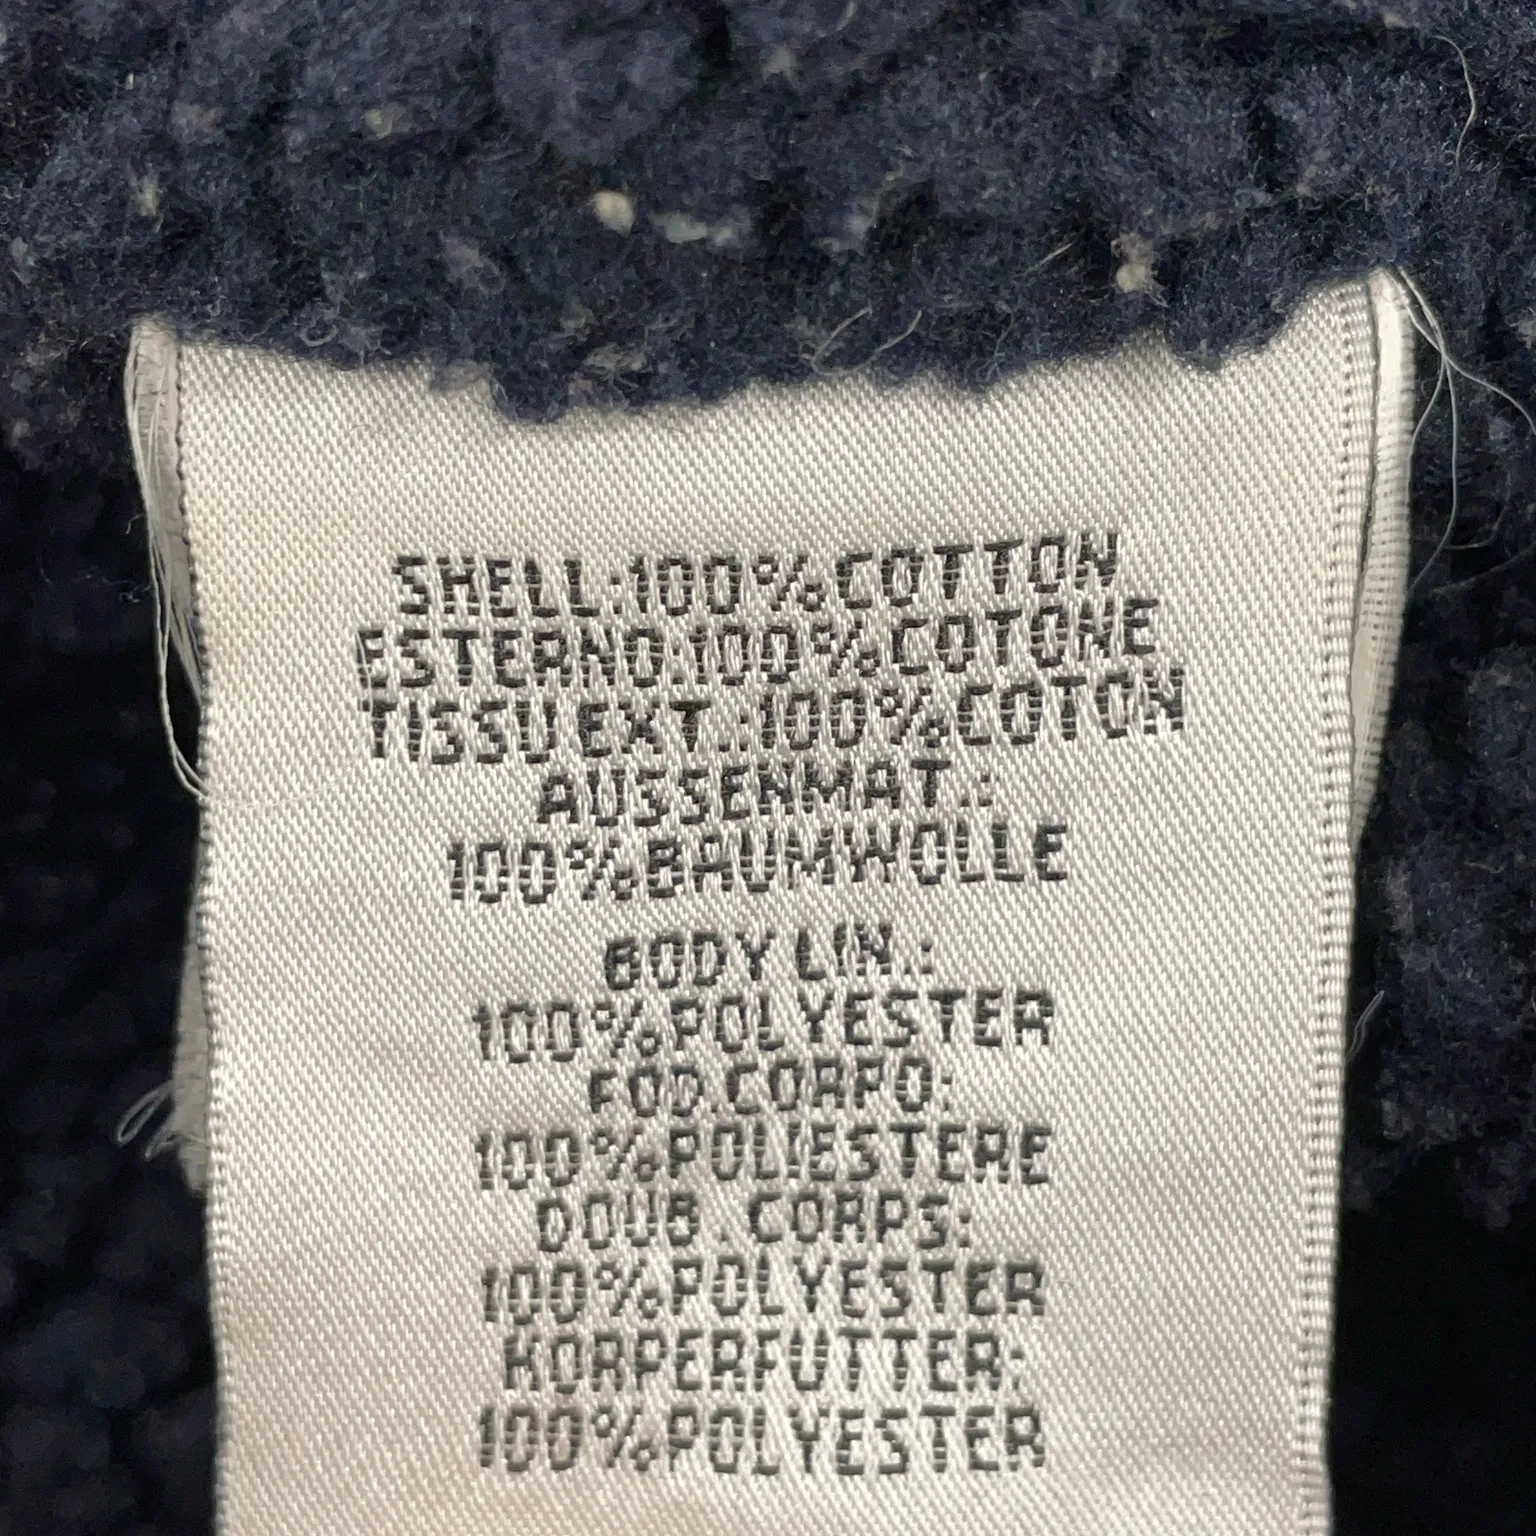 SHELL:100%COTTON
ESTERNO:100%COTONE
TISSU EXT.:100%COTON
AUSSENMAT.:
100%BAUMWOLLE
BODY LIN.:
100%POLYESTER
FOD.CORPO:
100%POLIESTERE
DOUB. CORPS:
100%POLYESTER
KORPERFUTTER:
100%POLYESTER